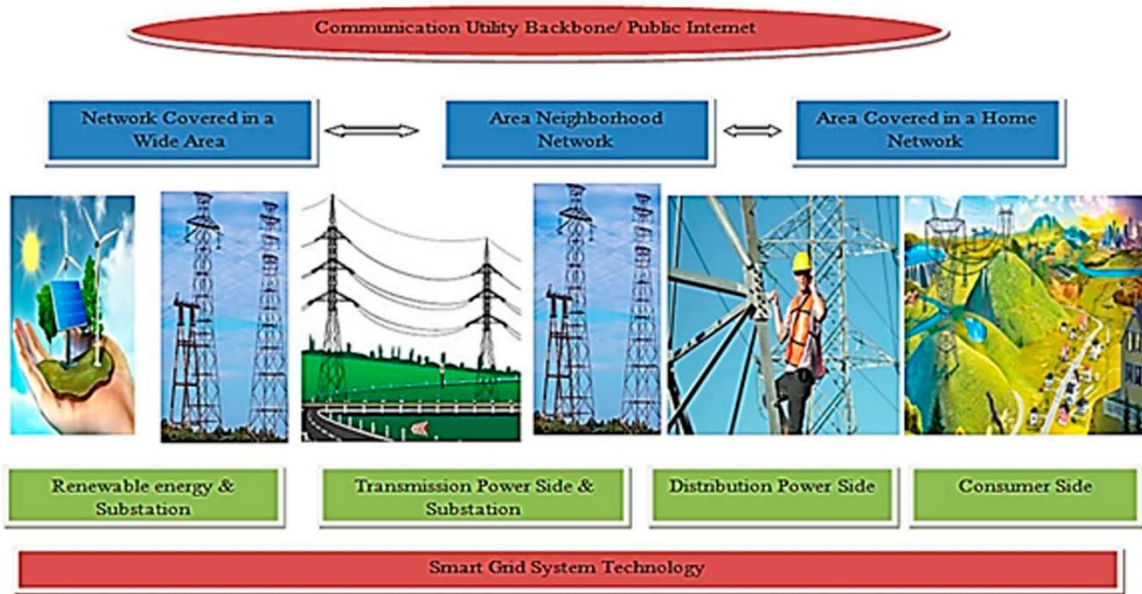 Communication Utility Backbone/ Public Internet
Network Covered in a
Wide Area
Area Neighborhood
Network
Area Covered in a Home
Network
Renewable energy &
Substation
Transmission Power Side &
Substation
Distribution Power Side
Consumer Side
Smart Grid System Technology